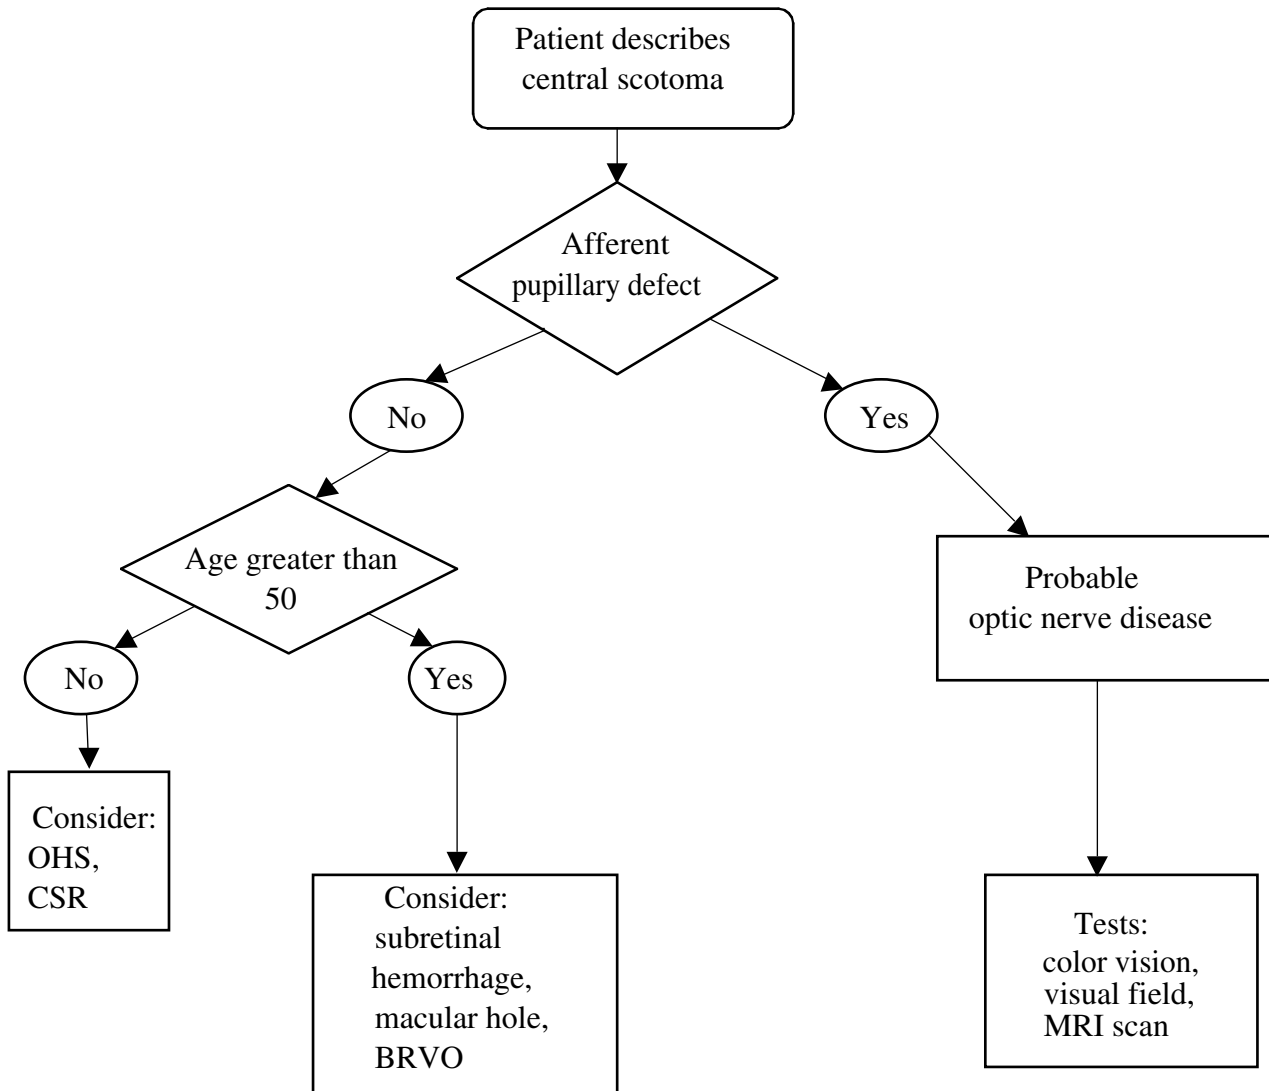 Patient describes
central scotoma
Afferent
pupillary defect
No
Yes
Age greater than
50
Probable
optic nerve disease
No
Yes
Consider:
OHS,
CSR
Consider:
subretinal
hemorrhage,
macular hole,
BRVO
Tests:
color vision,
visual field,
MRI scan